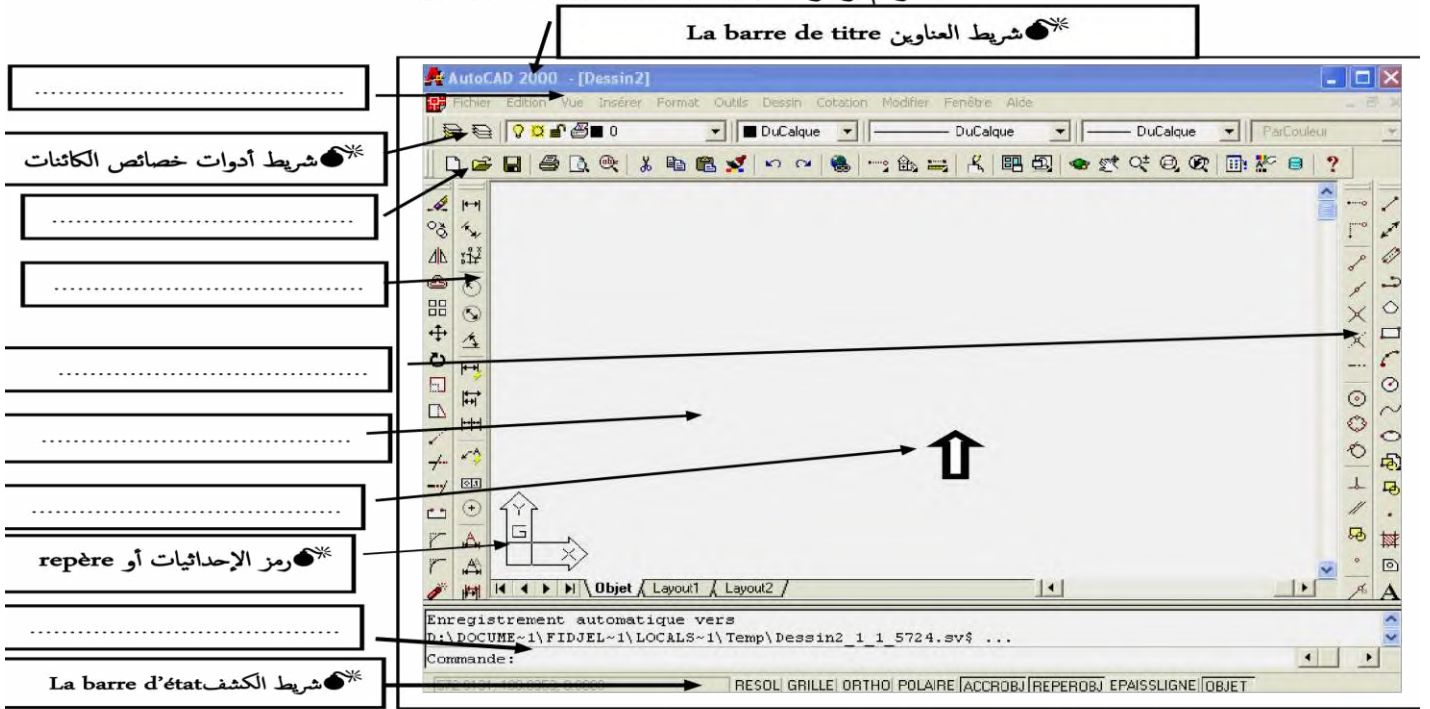 شريط العناوين La barre de titre
AutoCAD 2000 - [Dessin2]
Fichier Edition Vue Insérer Format Outils Dessin Cotation Modifier Fenêtre Aide
0 DuCalque DuCalque DuCalque ParCouleur
....................................
شريط أدوات خصائص الكائنات
....................................
....................................
....................................
....................................
....................................
رمز الإحداثيات أو repère
Y
G
X
A
Objet Layout1 Layout2
....................................
Enregistrement automatique vers
D:\DOCUME~1\FIDJEL~1\LOCALS~1\Temp\Dessin2_1_1_5724.sv$ ...
Commande:
شريط الكشف La barre d'état
RESOL GRILLE ORTHO POLAIRE ACCROBJ REPEROBJ EPAISSLIGNE OBJET